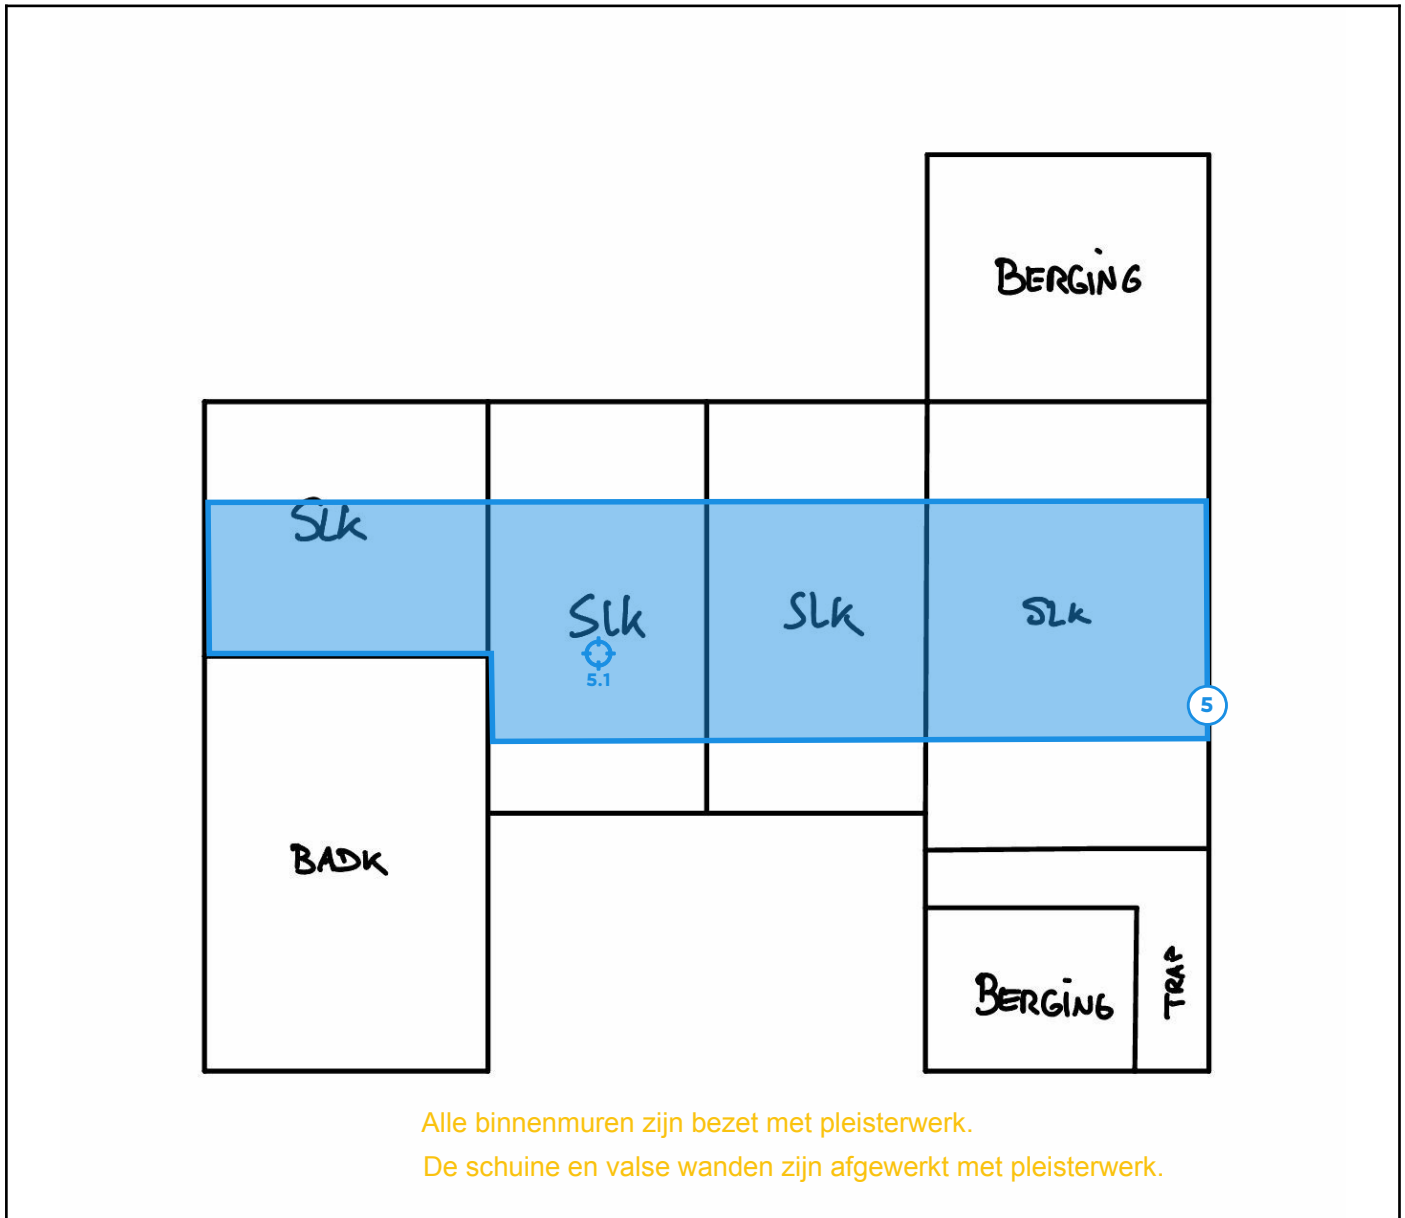 BERGING
SLK
SLK
SLK
SLK
5.1
5
BADK
BERGING
TRAP
Alle binnenmuren zijn bezet met pleisterwerk.
De schuine en valse wanden zijn afgewerkt met pleisterwerk.